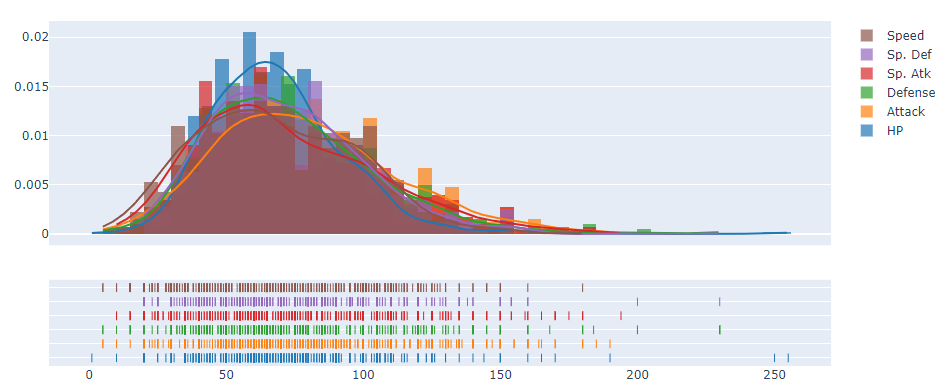 0.02
0.015
0.01
0.005
0
Speed
Sp. Def
Sp. Atk
Defense
Attack
HP
0 50 100 150 200 250